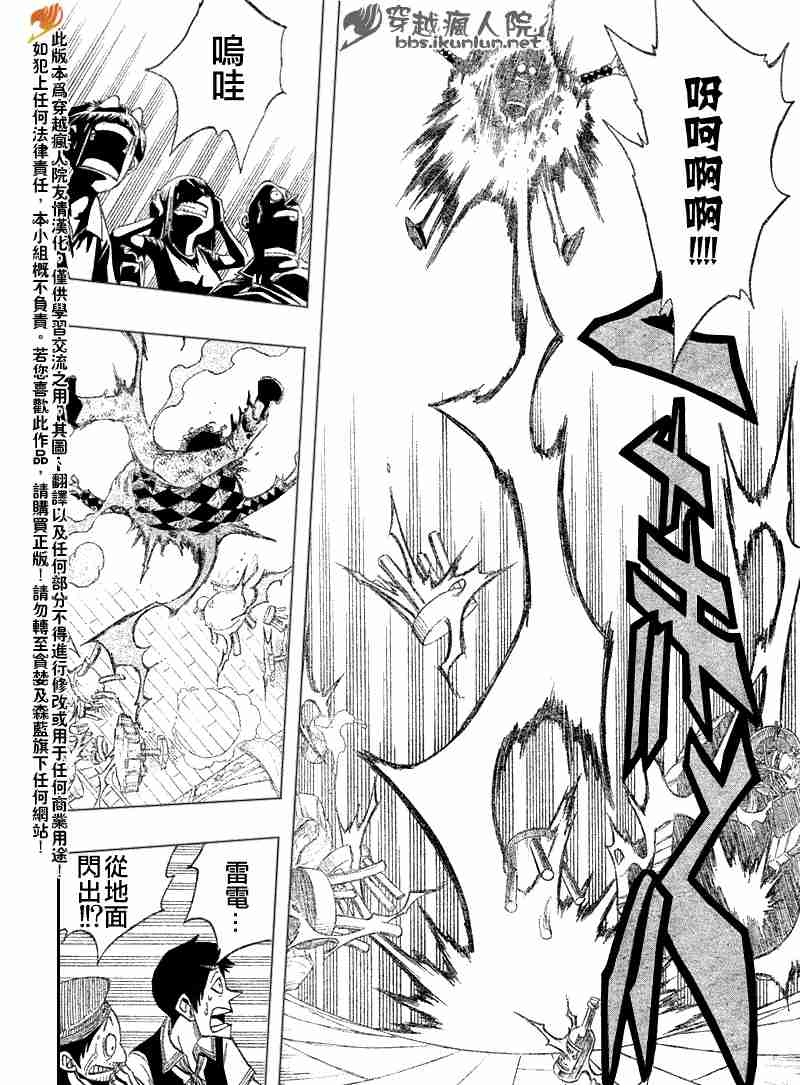 穿越瘋人院
bbs.ikunlun.net
呀呵啊啊!!!!
嗚哇
雷電…
從地面
閃出!!?
此版本爲穿越瘋人院友情漢化。僅供學習交流之用。其圖、翻譯以及任何部分不得進行修改或用于任何商業用途！
如犯上任何法律責任，本小組概不負責。若您喜歡此作品，請購買正版！請勿轉至貪婪及森藍旗下任何網站！